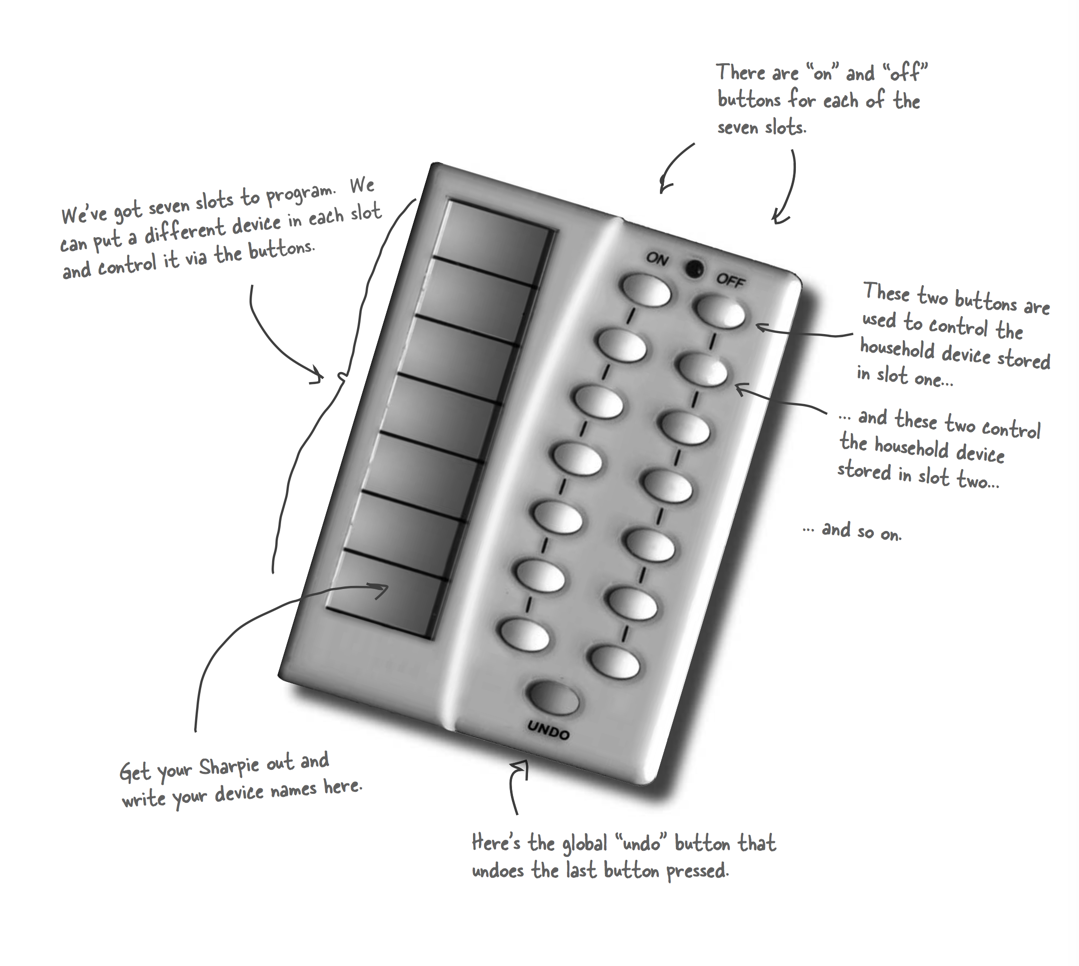 There are “on” and “off”
buttons for each of the
seven slots.
We've got seven slots to program. We
can put a different device in each slot
and control it via the buttons.
ON
OFF
These two buttons are
used to control the
household device stored
in slot one...
... and these two control
the household device
stored in slot two...
... and so on.
UNDO
Get your Sharpie out and
write your device names here.
Here's the global “undo” button that
undoes the last button pressed.